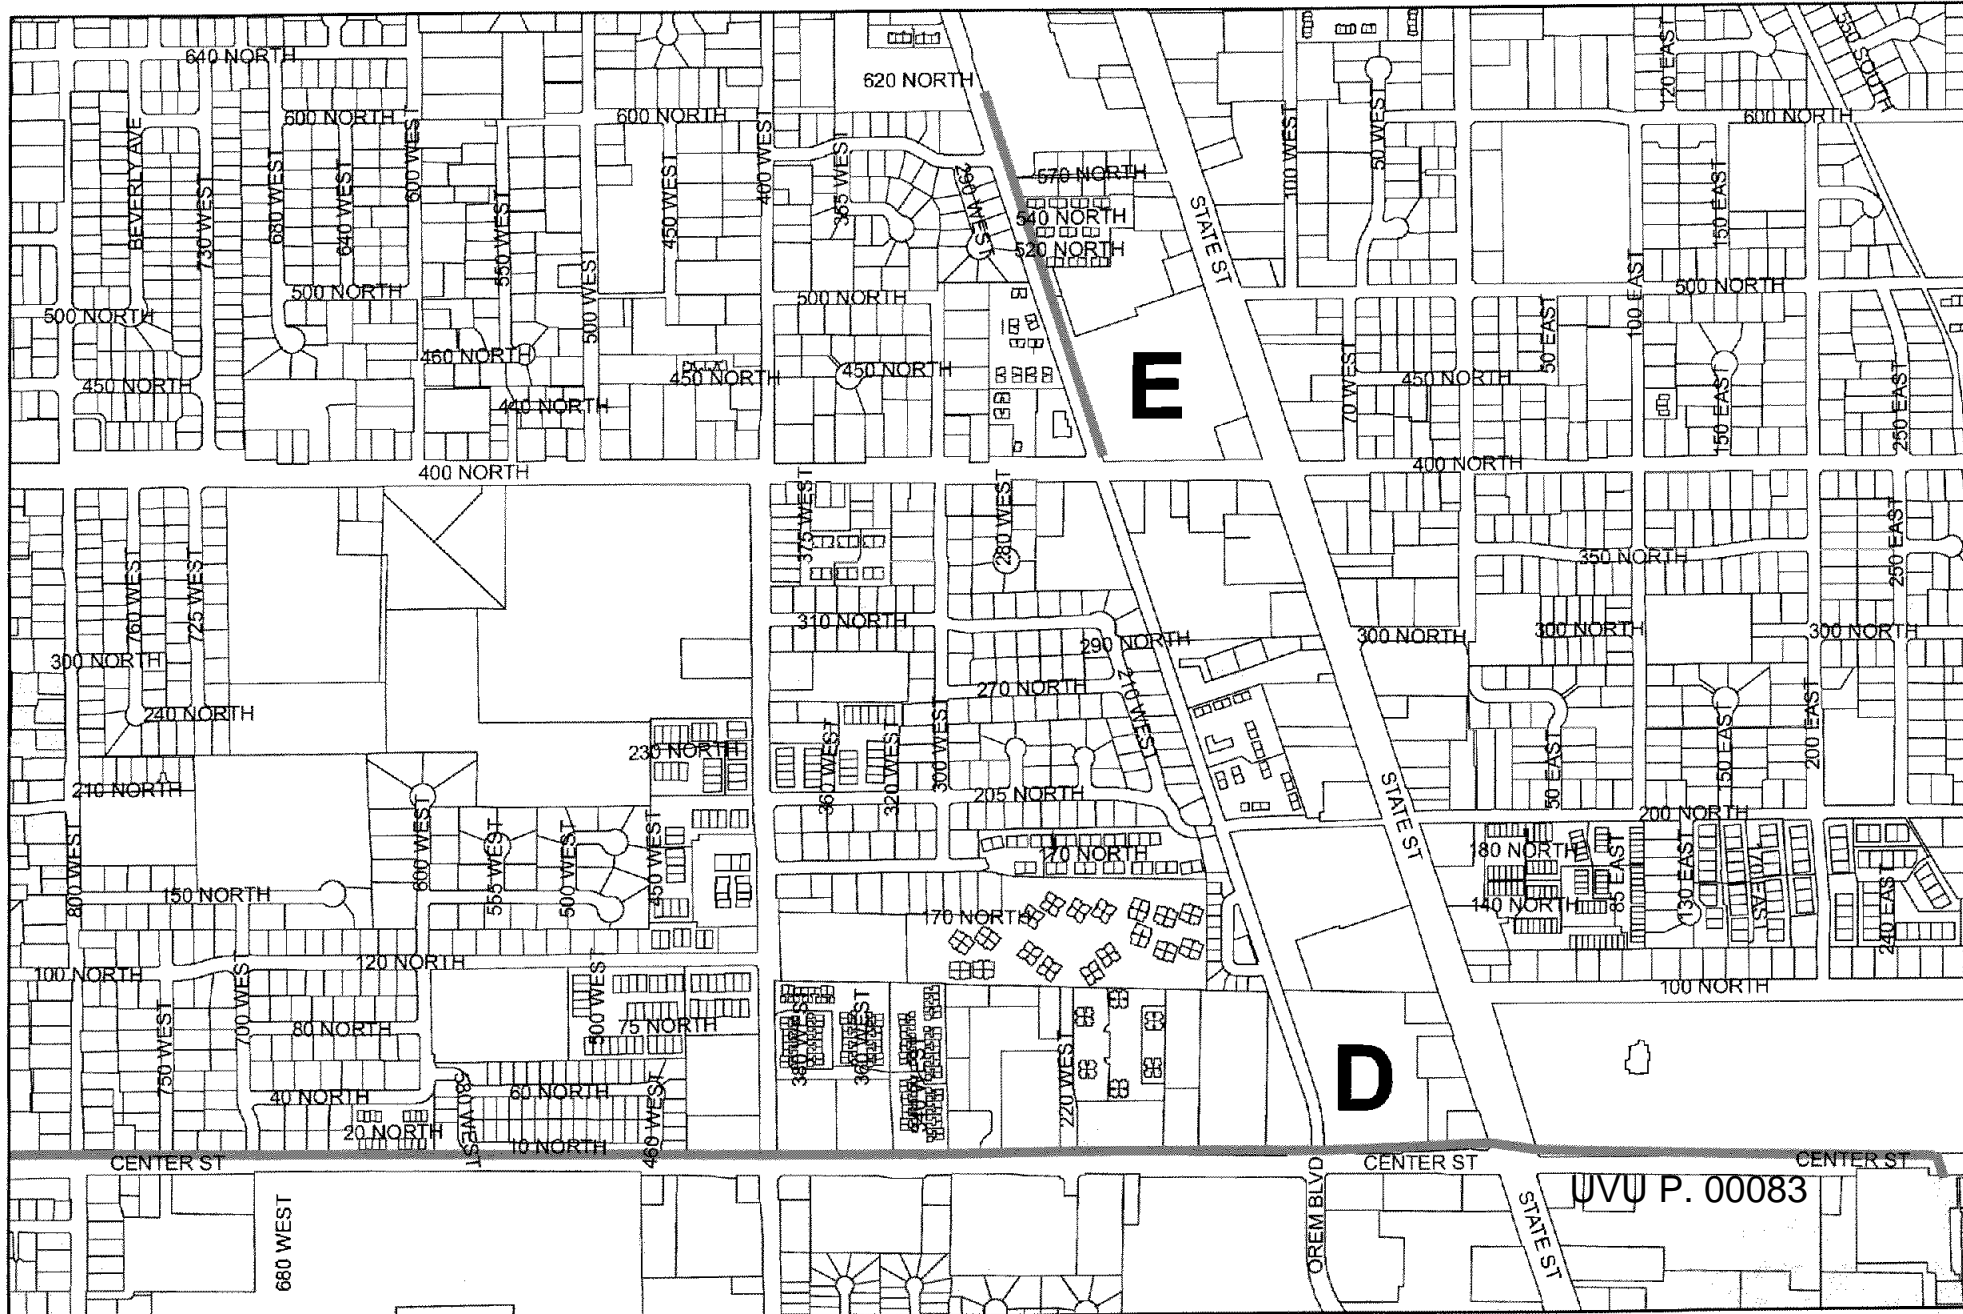 640 NORTH
620 NORTH
120 EAST
550 SOUTH
600 NORTH
600 NORTH
600 NORTH
BEVERLY AVE
730 WEST
680 WEST
640 WEST
600 WEST
550 WEST
450 WEST
400 WEST
365 WEST
290 WEST
570 NORTH
540 NORTH
520 NORTH
STATE ST
100 WEST
50 WEST
150 EAST
500 NORTH
500 NORTH
500 WEST
500 NORTH
100 EAST
500 NORTH
460 NORTH
450 NORTH
440 NORTH
450 NORTH
450 NORTH
E
70 WEST
450 NORTH
50 EAST
150 EAST
250 EAST
400 NORTH
400 NORTH
375 WEST
280 WEST
760 WEST
725 WEST
350 NORTH
250 EAST
310 NORTH
290 NORTH
300 NORTH
300 NORTH
300 NORTH
300 NORTH
270 NORTH
210 WEST
240 NORTH
230 NORTH
360 WEST
320 WEST
300 WEST
50 EAST
150 EAST
200 EAST
210 NORTH
205 NORTH
STATE ST
200 NORTH
800 WEST
600 WEST
555 WEST
500 WEST
450 WEST
170 NORTH
180 NORTH
85 EAST
130 EAST
170 EAST
150 NORTH
170 NORTH
140 NORTH
240 EAST
100 NORTH
120 NORTH
100 NORTH
700 WEST
500 WEST
750 WEST
80 NORTH
75 NORTH
380 WEST
360 WEST
220 WEST
D
40 NORTH
580 WEST
60 NORTH
460 WEST
20 NORTH
10 NORTH
CENTER ST
CENTER ST
CENTER ST
UVU P. 00083
680 WEST
OREM BLVD
STATE ST